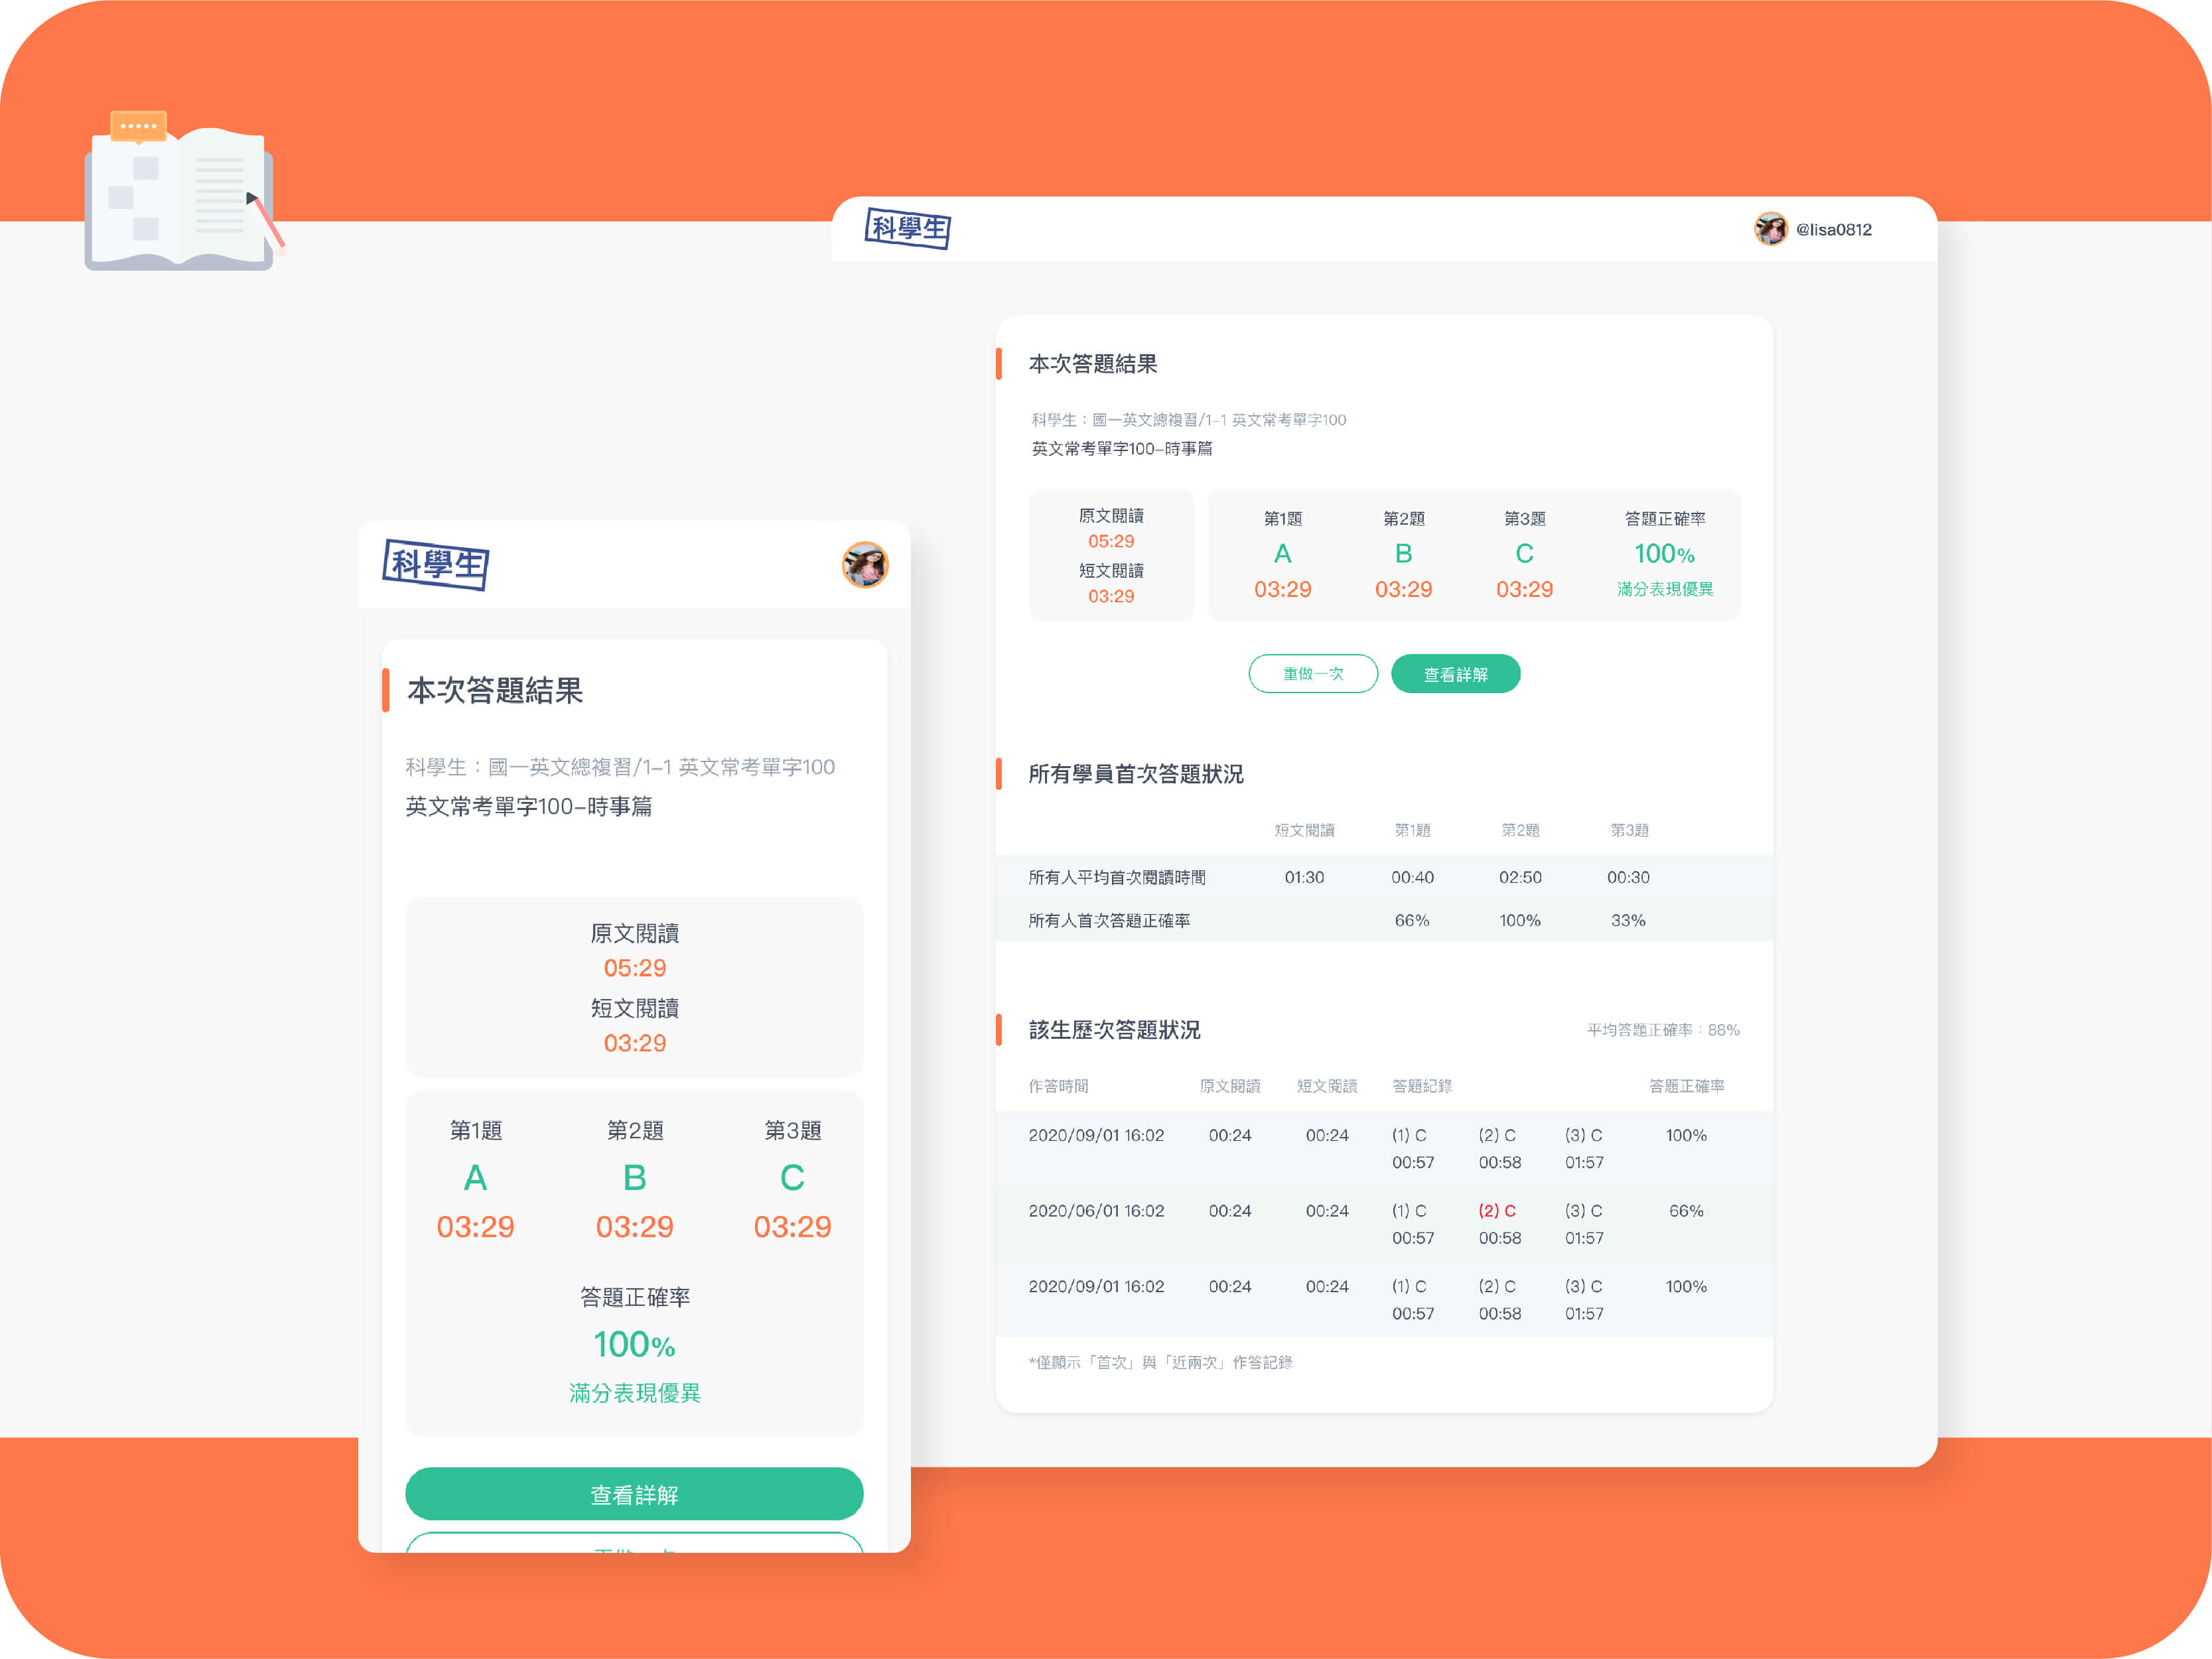 科學生
本次答題結果
科學生：國一英文總複習/1–1 英文常考單字100
英文常考單字100–時事篇
原文閱讀
05:29
短文閱讀
03:29
第1題 第2題 第3題
A B C
03:29 03:29 03:29
答題正確率
100%
滿分表現優異
查看詳解
科學生 @lisa0812
本次答題結果
科學生：國一英文總複習/1–1 英文常考單字100
英文常考單字100–時事篇
原文閱讀
05:29
短文閱讀
03:29
第1題 第2題 第3題 答題正確率
A B C 100%
03:29 03:29 03:29 滿分表現優異
重做一次 查看詳解
所有學員首次答題狀況
短文閱讀 第1題 第2題 第3題
所有人平均首次閱讀時間 01:30 00:40 02:50 00:30
所有人首次答題正確率 66% 100% 33%
該生歷次答題狀況 平均答題正確率：88%
作答時間 原文閱讀 短文閱讀 答題紀錄 答題正確率
2020/09/01 16:02 00:24 00:24 (1) C (2) C (3) C 100%
00:57 00:58 01:57
2020/06/01 16:02 00:24 00:24 (1) C (2) C (3) C 66%
00:57 00:58 01:57
2020/09/01 16:02 00:24 00:24 (1) C (2) C (3) C 100%
00:57 00:58 01:57
*僅顯示「首次」與「近兩次」作答記錄